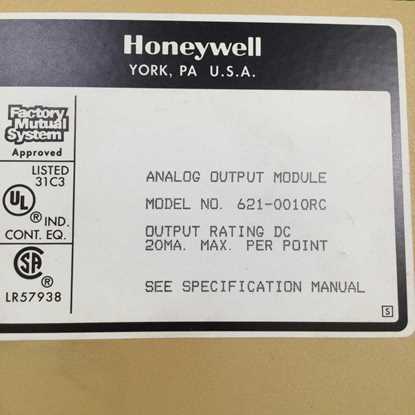 Honeywell
YORK, PA U.S.A.
Factory
Mutual
System
Approved
LISTED
31C3
UL
® IND.
CONT. EQ.
SA
®
LR57938
ANALOG OUTPUT MODULE
MODEL NO. 621-0010RC
OUTPUT RATING DC
20MA. MAX. PER POINT
SEE SPECIFICATION MANUAL
S